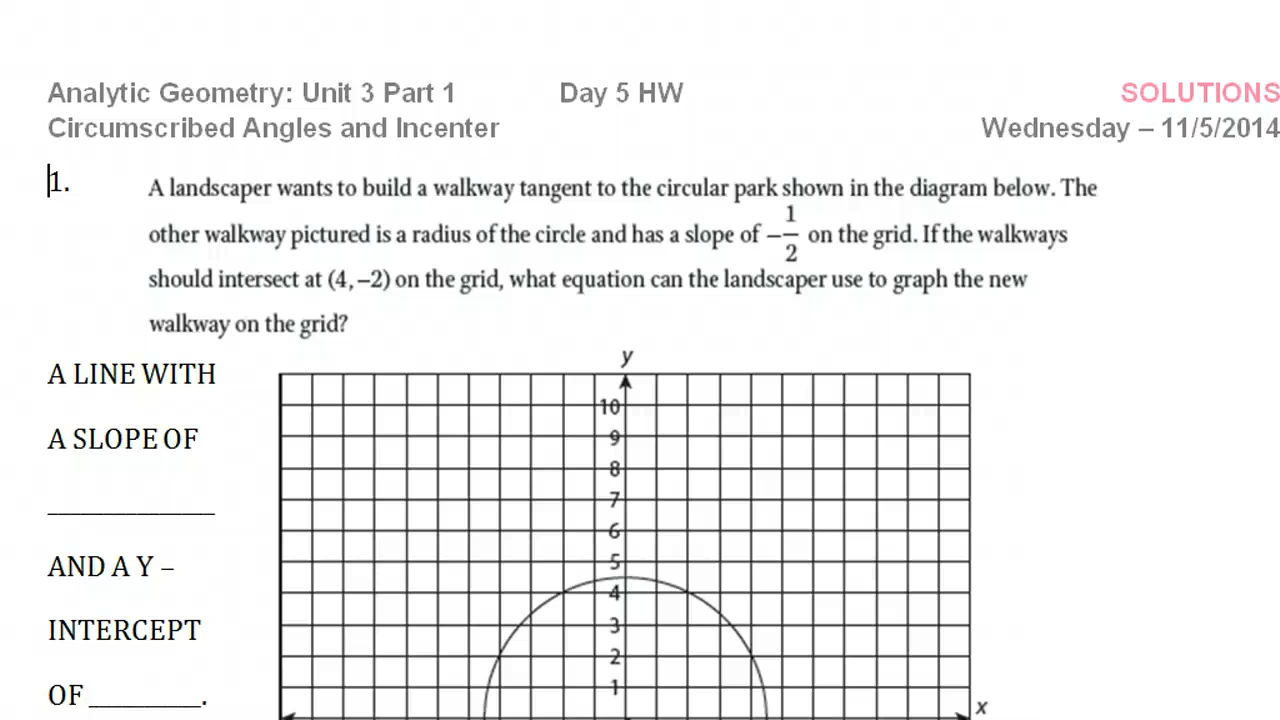 Analytic Geometry: Unit 3 Part 1 Day 5 HW SOLUTIONS
Circumscribed Angles and Incenter Wednesday – 11/5/2014
1. A landscaper wants to build a walkway tangent to the circular park shown in the diagram below. The
other walkway pictured is a radius of the circle and has a slope of −1/2 on the grid. If the walkways
should intersect at (4, –2) on the grid, what equation can the landscaper use to graph the new
walkway on the grid?
A LINE WITH
A SLOPE OF
_______________
AND A Y –
INTERCEPT
OF __________.
y
10
9
8
7
6
5
4
3
2
1
x